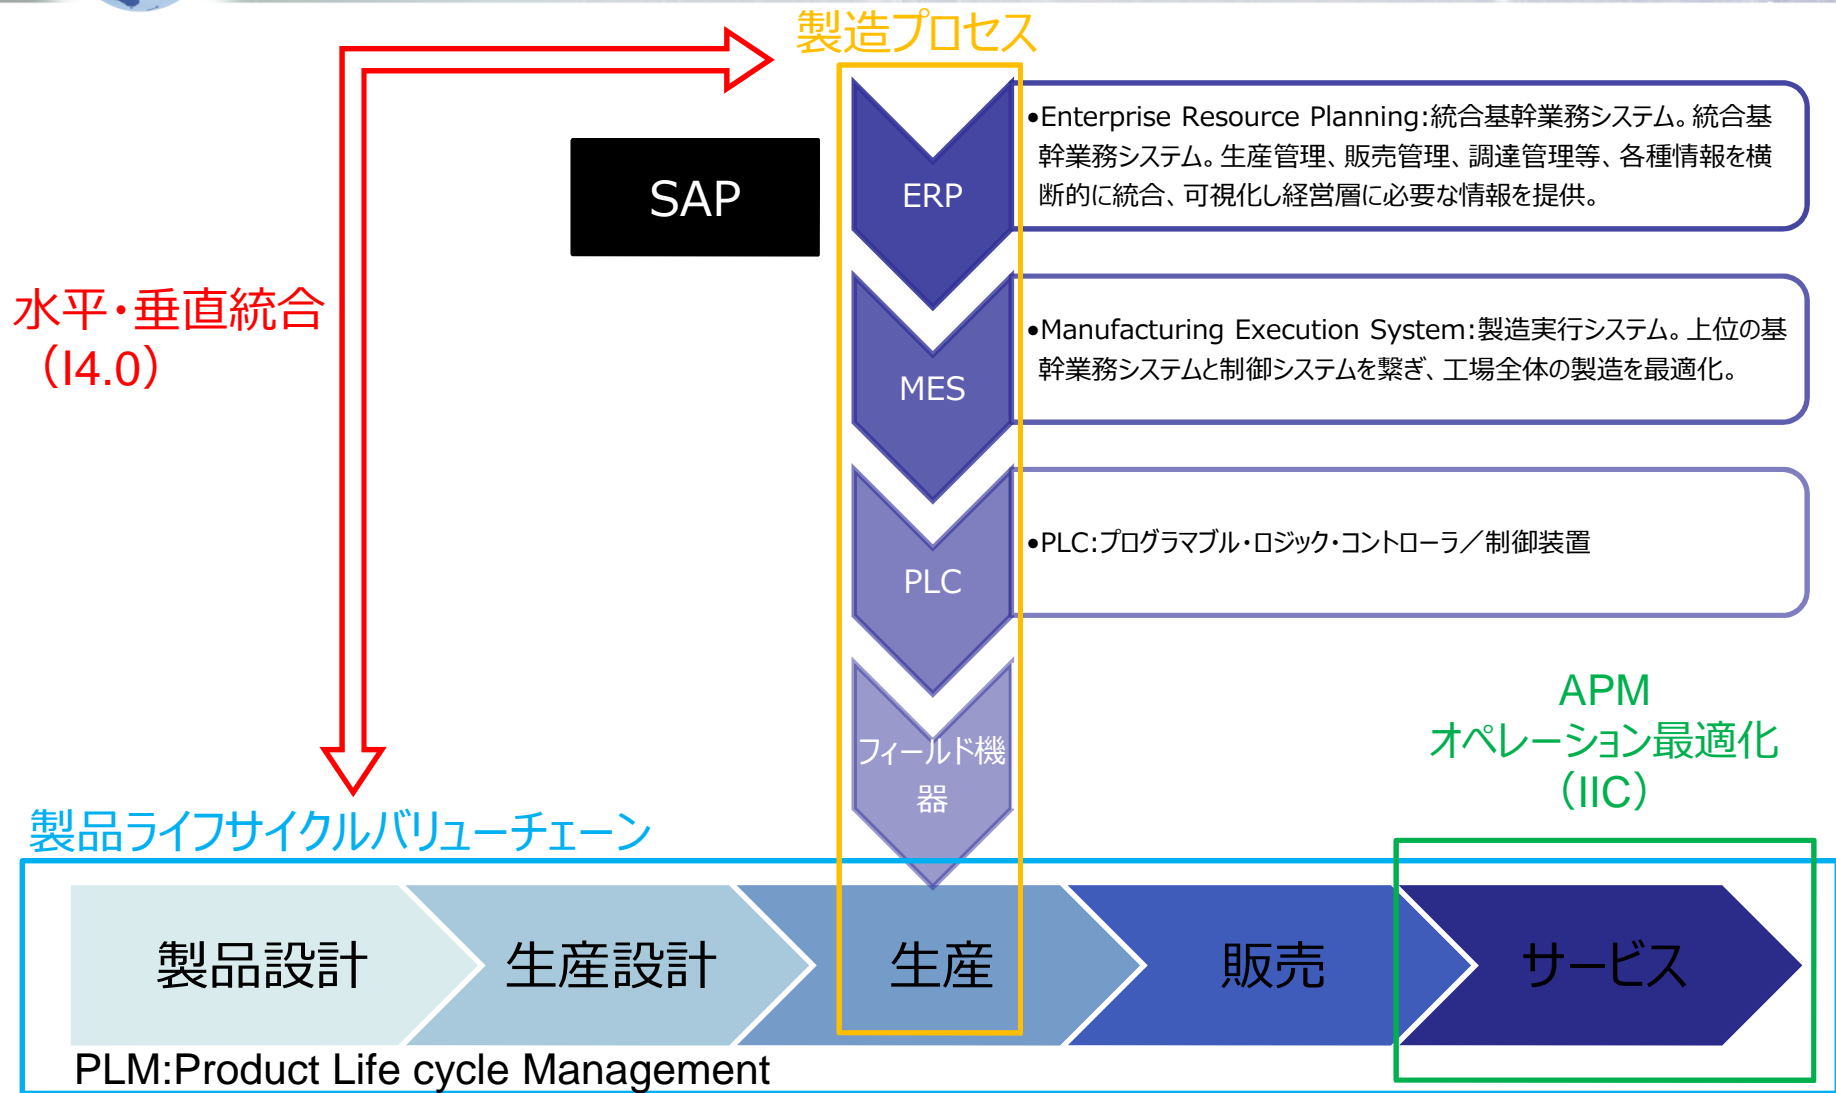 製造プロセス
SAP
ERP
•Enterprise Resource Planning:統合基幹業務システム。統合基
幹業務システム。生産管理、販売管理、調達管理等、各種情報を横
断的に統合、可視化し経営層に必要な情報を提供。
水平・垂直統合
（I4.0）
MES
•Manufacturing Execution System:製造実行システム。上位の基
幹業務システムと制御システムを繋ぎ、工場全体の製造を最適化。
PLC
•PLC:プログラマブル・ロジック・コントローラ／制御装置
フィールド機
器
APM
オペレーション最適化
（IIC）
製品ライフサイクルバリューチェーン
製品設計
生産設計
生産
販売
サービス
PLM:Product Life cycle Management